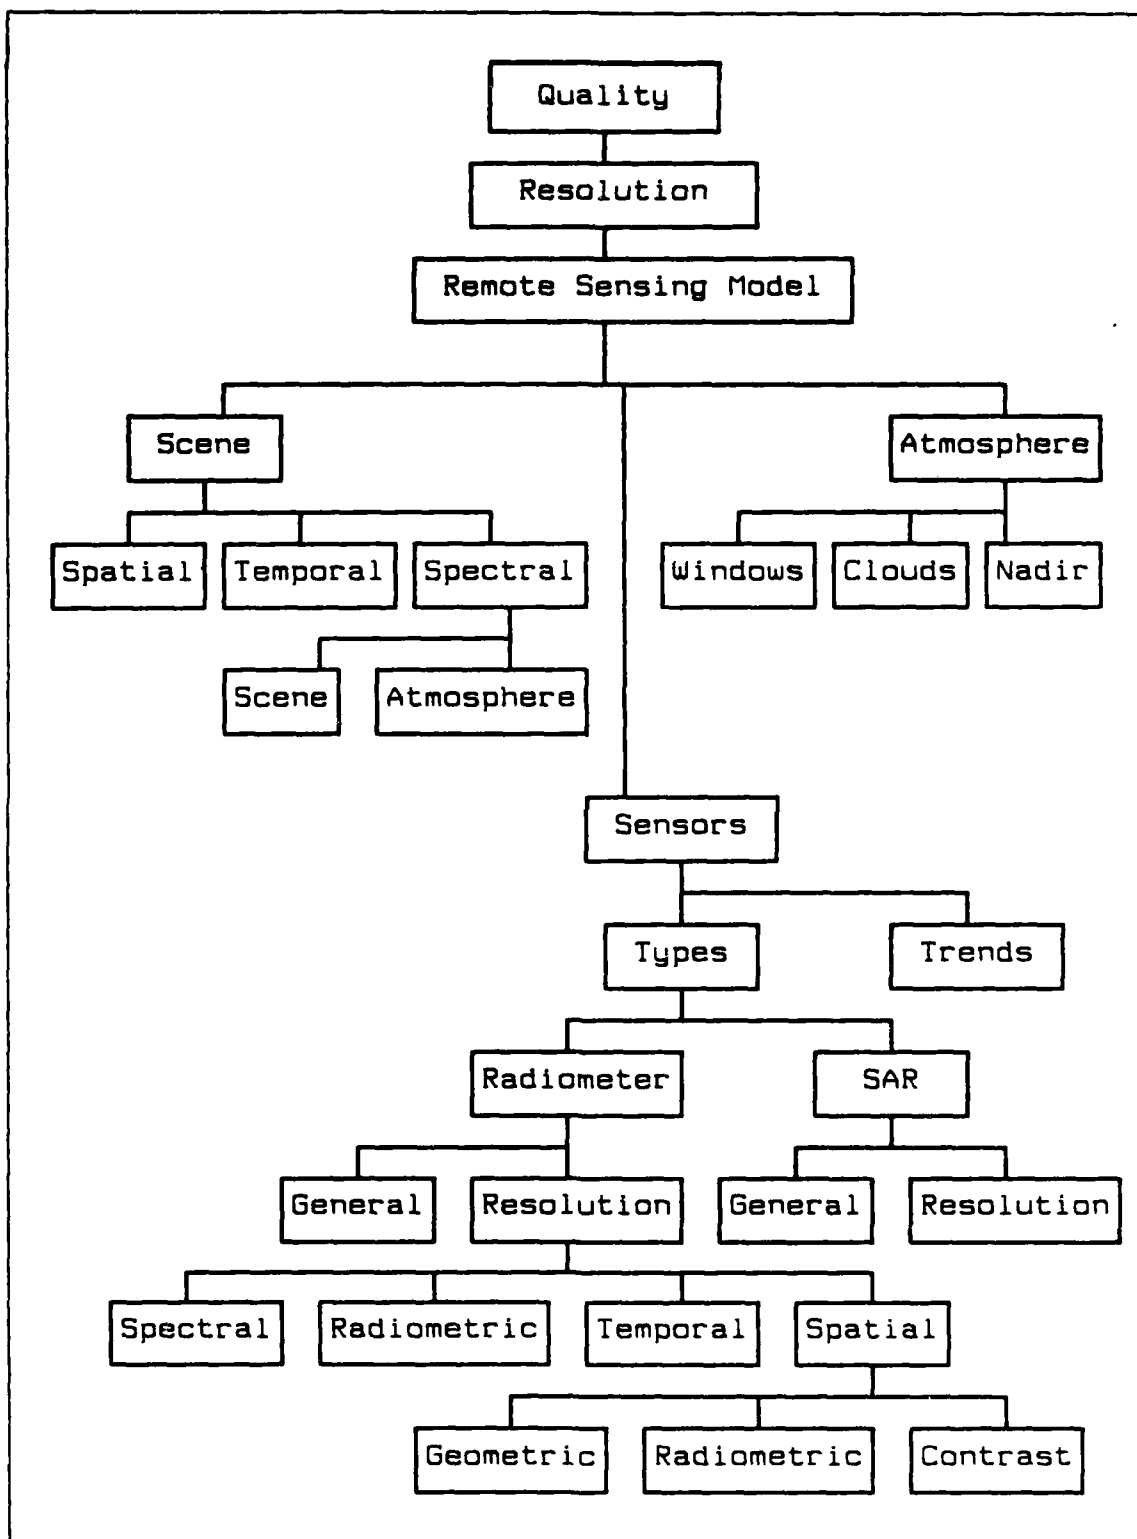 Quality
Resolution
Remote Sensing Model
Scene
Atmosphere
Spatial
Temporal
Spectral
Windows
Clouds
Nadir
Scene
Atmosphere
Sensors
Types
Trends
Radiometer
SAR
General
Resolution
General
Resolution
Spectral
Radiometric
Temporal
Spatial
Geometric
Radiometric
Contrast